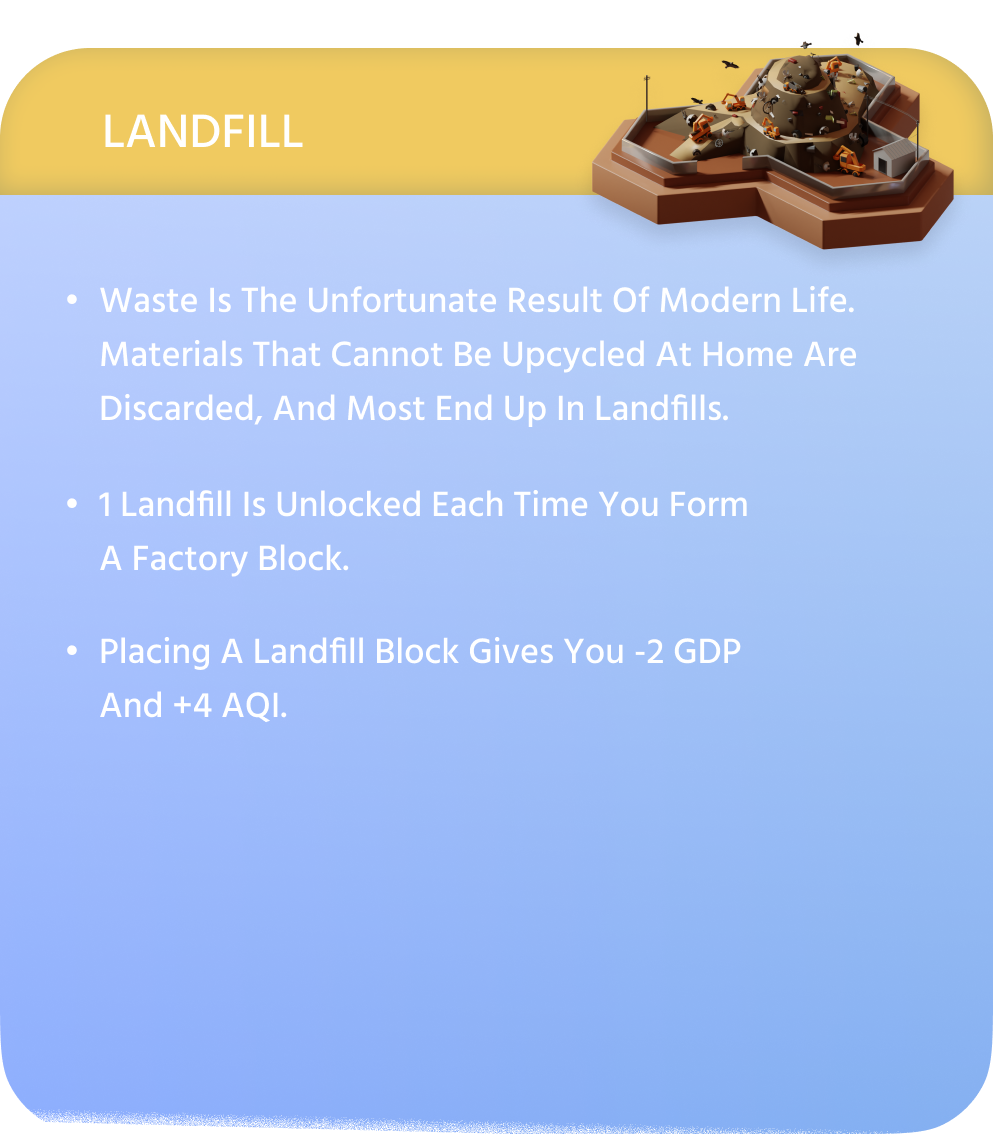 LANDFILL
• Waste Is The Unfortunate Result Of Modern Life.
Materials That Cannot Be Upcycled At Home Are
Discarded, And Most End Up In Landfills.
• 1 Landfill Is Unlocked Each Time You Form
A Factory Block.
• Placing A Landfill Block Gives You -2 GDP
And +4 AQI.